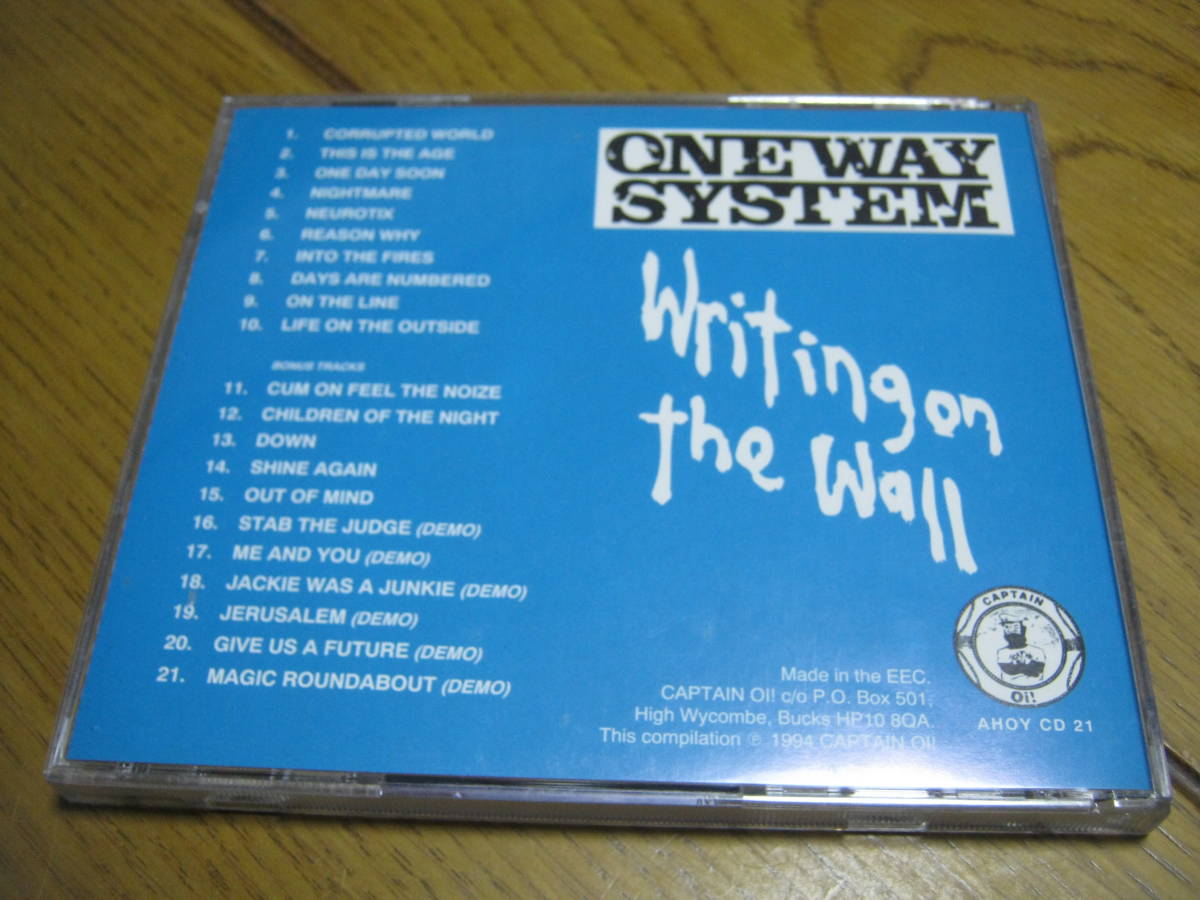 1. CORRUPTED WORLD
2. THIS IS THE AGE
3. ONE DAY SOON
4. NIGHTMARE
5. NEUROTIX
6. REASON WHY
7. INTO THE FIRES
8. DAYS ARE NUMBERED
9. ON THE LINE
10. LIFE ON THE OUTSIDE
BONUS TRACKS
11. CUM ON FEEL THE NOIZE
12. CHILDREN OF THE NIGHT
13. DOWN
14. SHINE AGAIN
15. OUT OF MIND
16. STAB THE JUDGE (DEMO)
17. ME AND YOU (DEMO)
18. JACKIE WAS A JUNKIE (DEMO)
19. JERUSALEM (DEMO)
20. GIVE US A FUTURE (DEMO)
21. MAGIC ROUNDABOUT (DEMO)
ONE WAY
SYSTEM
Writing on
the Wall
CAPTAIN
Oi!
AHOY CD 21
Made in the EEC.
CAPTAIN OI! c/o P.O. Box 501,
High Wycombe, Bucks HP10 8QA.
This compilation ℗ 1994 CAPTAIN OI!